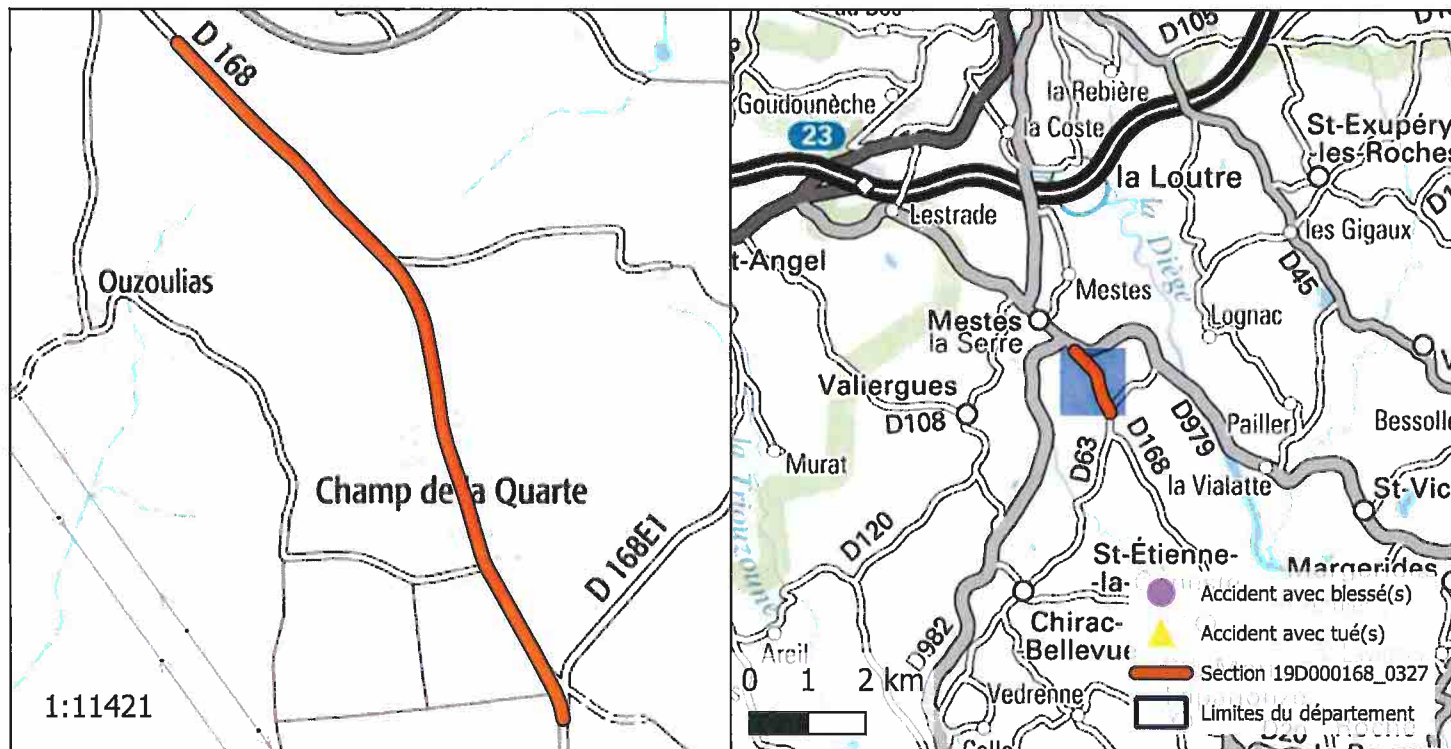 D 168
Ouzoulias
Champ de la Quarte
D 168E1
1:11421
D105
la Rebière
Goudounèche
la Coste
23
St-Exupéry
-les-Roches
la Loutre
Lestrade
la Diège
les Gigaux
t-Angel
Mestes
D45
Mestes
la Serre
Lognac
Valiergues
D108
D63
D168
D979
Pailler
Bessolle
Murat
la Vialatte
St-Vic
la Triouzoune
D120
St-Étienne-
-la-
Margerides
Chirac-
-Bellevue
Areil
D982
Vedrenne
0 1 2 km
Accident avec blessé(s)
Accident avec tué(s)
Section 19D000168_0327
Limites du département
D20
Roche